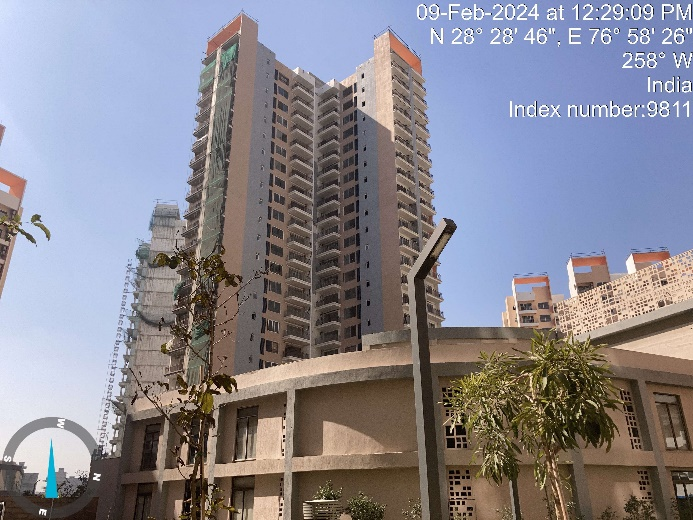 09-Feb-2024 at 12:29:09 PM
N 28° 28' 46", E 76° 58' 26"
258° W
India
Index number:9811
W
S
N
E